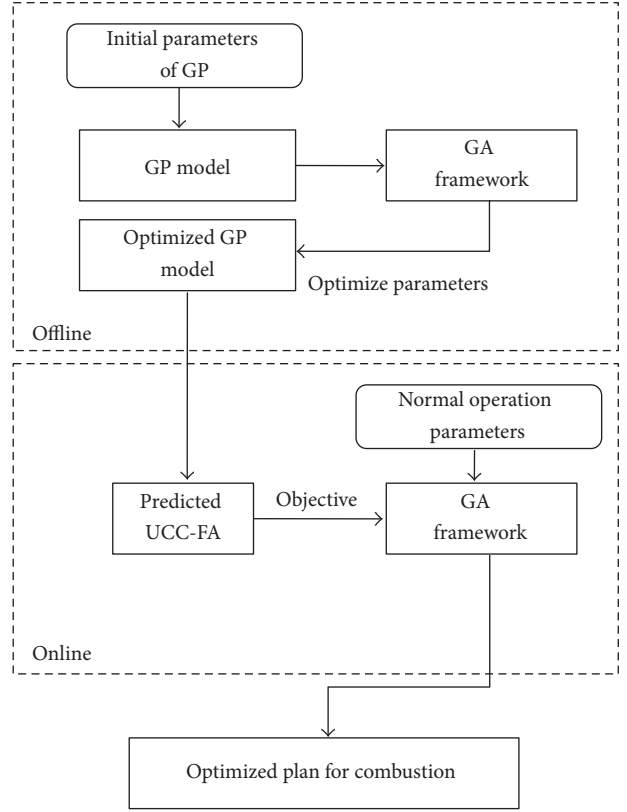 Initial parameters
of GP
GP model
GA
framework
Optimized GP
model
Optimize parameters
Offline
Normal operation
parameters
Predicted
UCC-FA
Objective
GA
framework
Online
Optimized plan for combustion